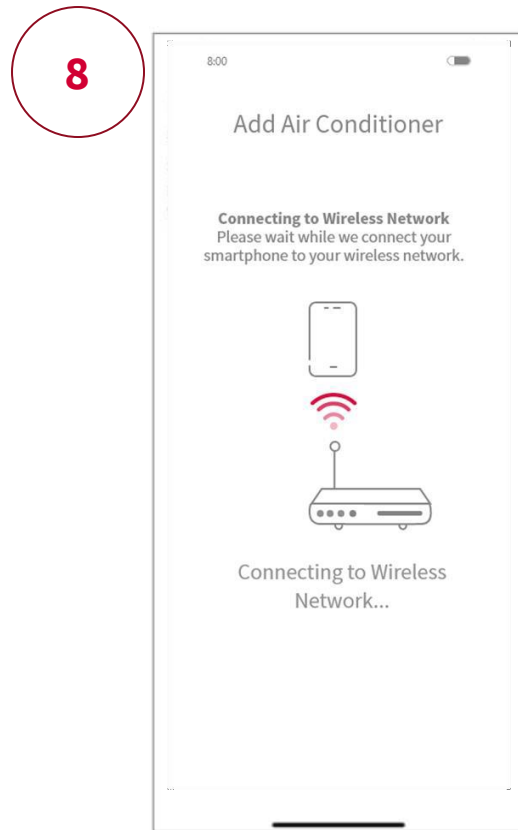 8
8:00
Add Air Conditioner
Connecting to Wireless Network
Please wait while we connect your
smartphone to your wireless network.
Connecting to Wireless
Network...